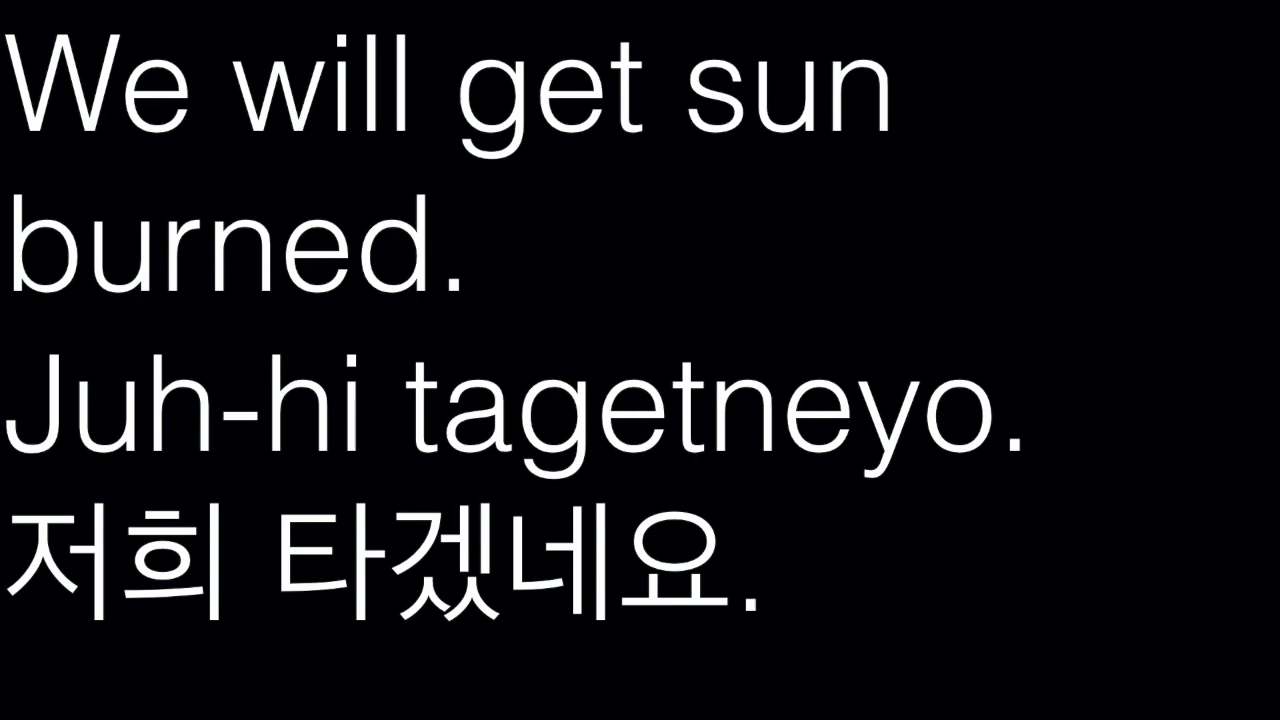 We will get sun
burned.
Juh-hi tagetneyo.
저희 타겠네요.